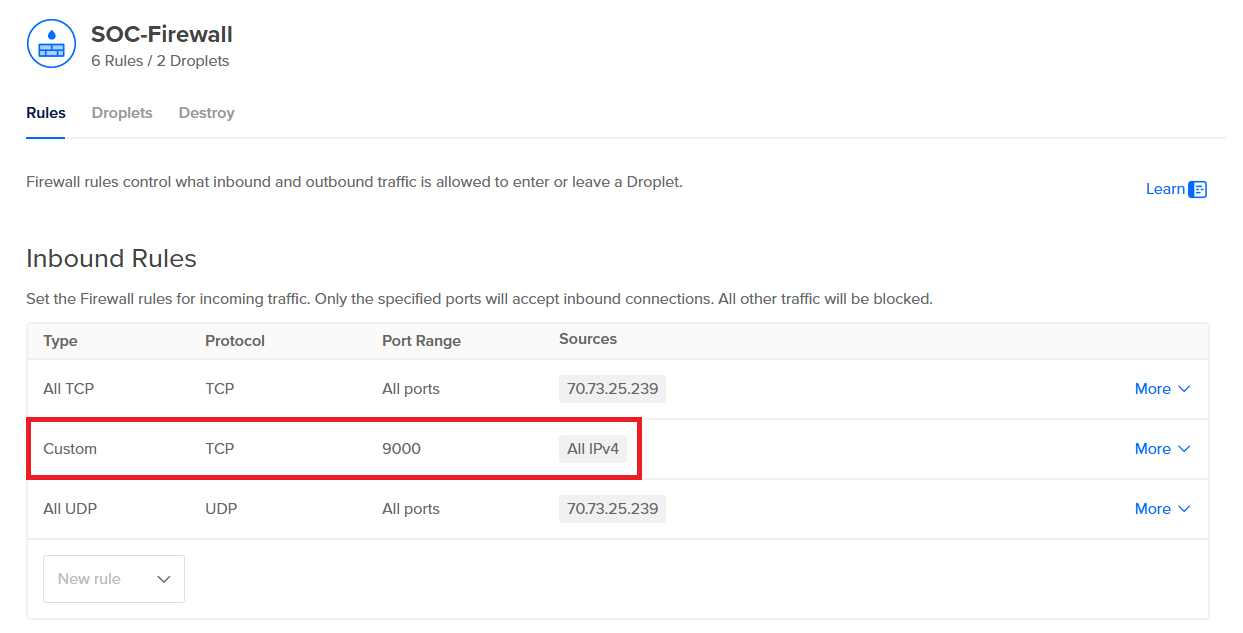 SOC-Firewall
6 Rules / 2 Droplets
Rules Droplets Destroy
Firewall rules control what inbound and outbound traffic is allowed to enter or leave a Droplet.
Learn
Inbound Rules
Set the Firewall rules for incoming traffic. Only the specified ports will accept inbound connections. All other traffic will be blocked.
Type Protocol Port Range Sources
All TCP TCP All ports 70.73.25.239 More
Custom TCP 9000 All IPv4 More
All UDP UDP All ports 70.73.25.239 More
New rule